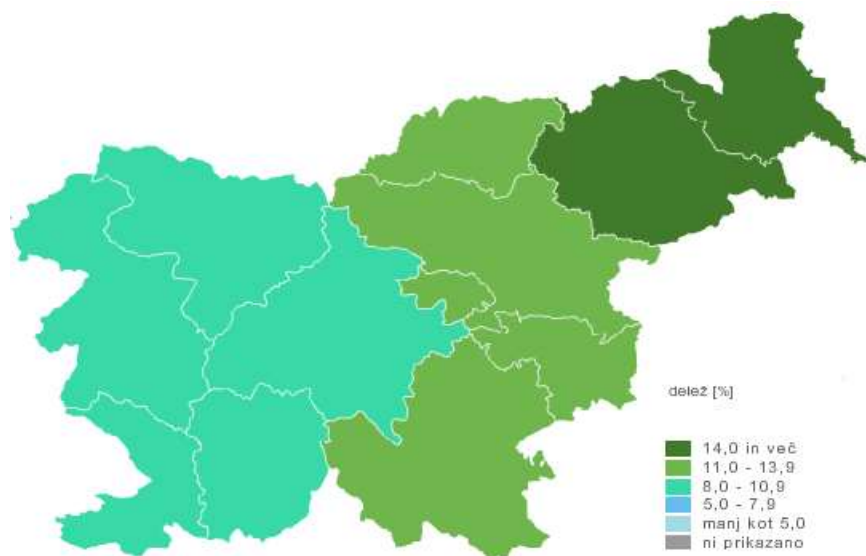 delež [%]
14,0 in več
11,0 - 13,9
8,0 - 10,9
5,0 - 7,9
manj kot 5,0
ni prikazano